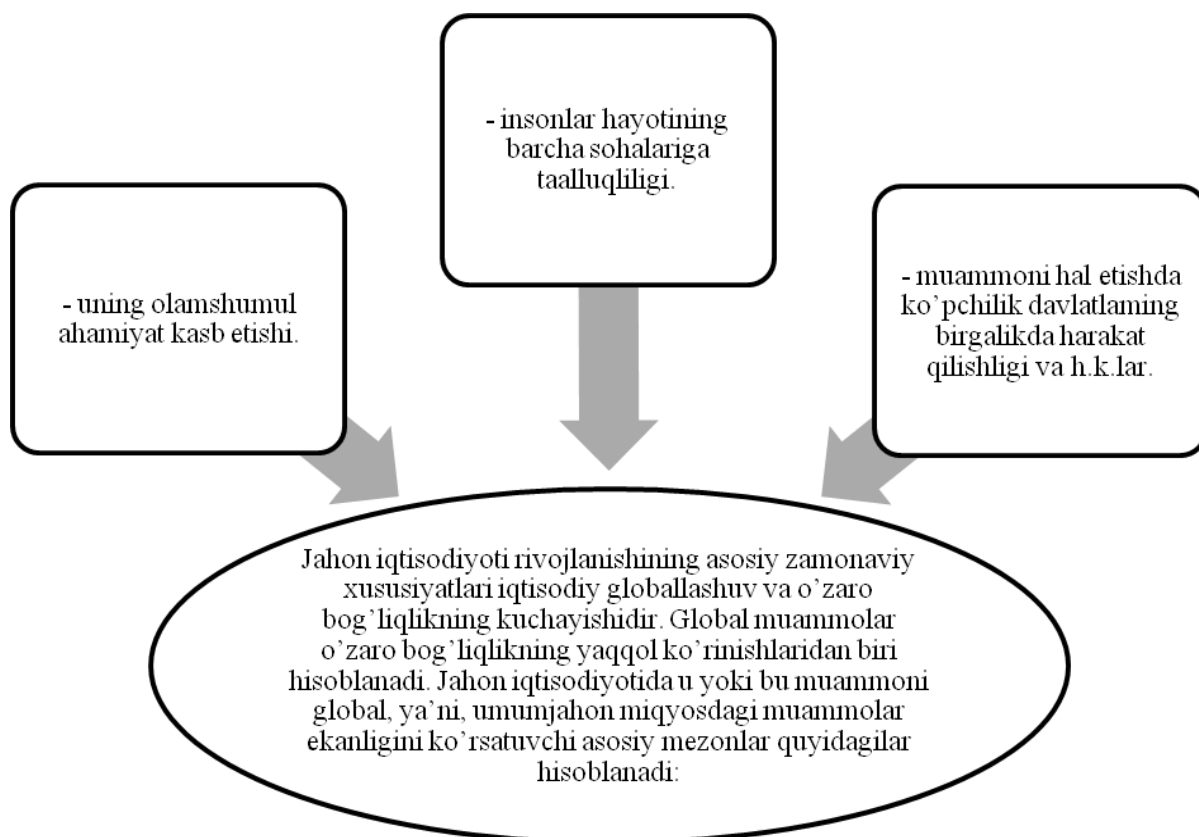 - insonlar hayotining
barcha sohalariga
taalluqliligi.
- uning olamshumul
ahamiyat kasb etishi.
- muammoni hal etishda
ko’pchilik davlatlaming
birgalikda harakat
qilishligi va h.k.lar.
Jahon iqtisodiyoti rivojlanishining asosiy zamonaviy
xususiyatlari iqtisodiy globallashuv va o’zaro
bog’liqlikning kuchayishidir. Global muammolar
o’zaro bog’liqlikning yaqqol ko’rinishlaridan biri
hisoblanadi. Jahon iqtisodiyotida u yoki bu muammoni
global, ya’ni, umumjahon miqyosdagi muammolar
ekanligini ko’rsatuvchi asosiy mezonlar quyidagilar
hisoblanadi: